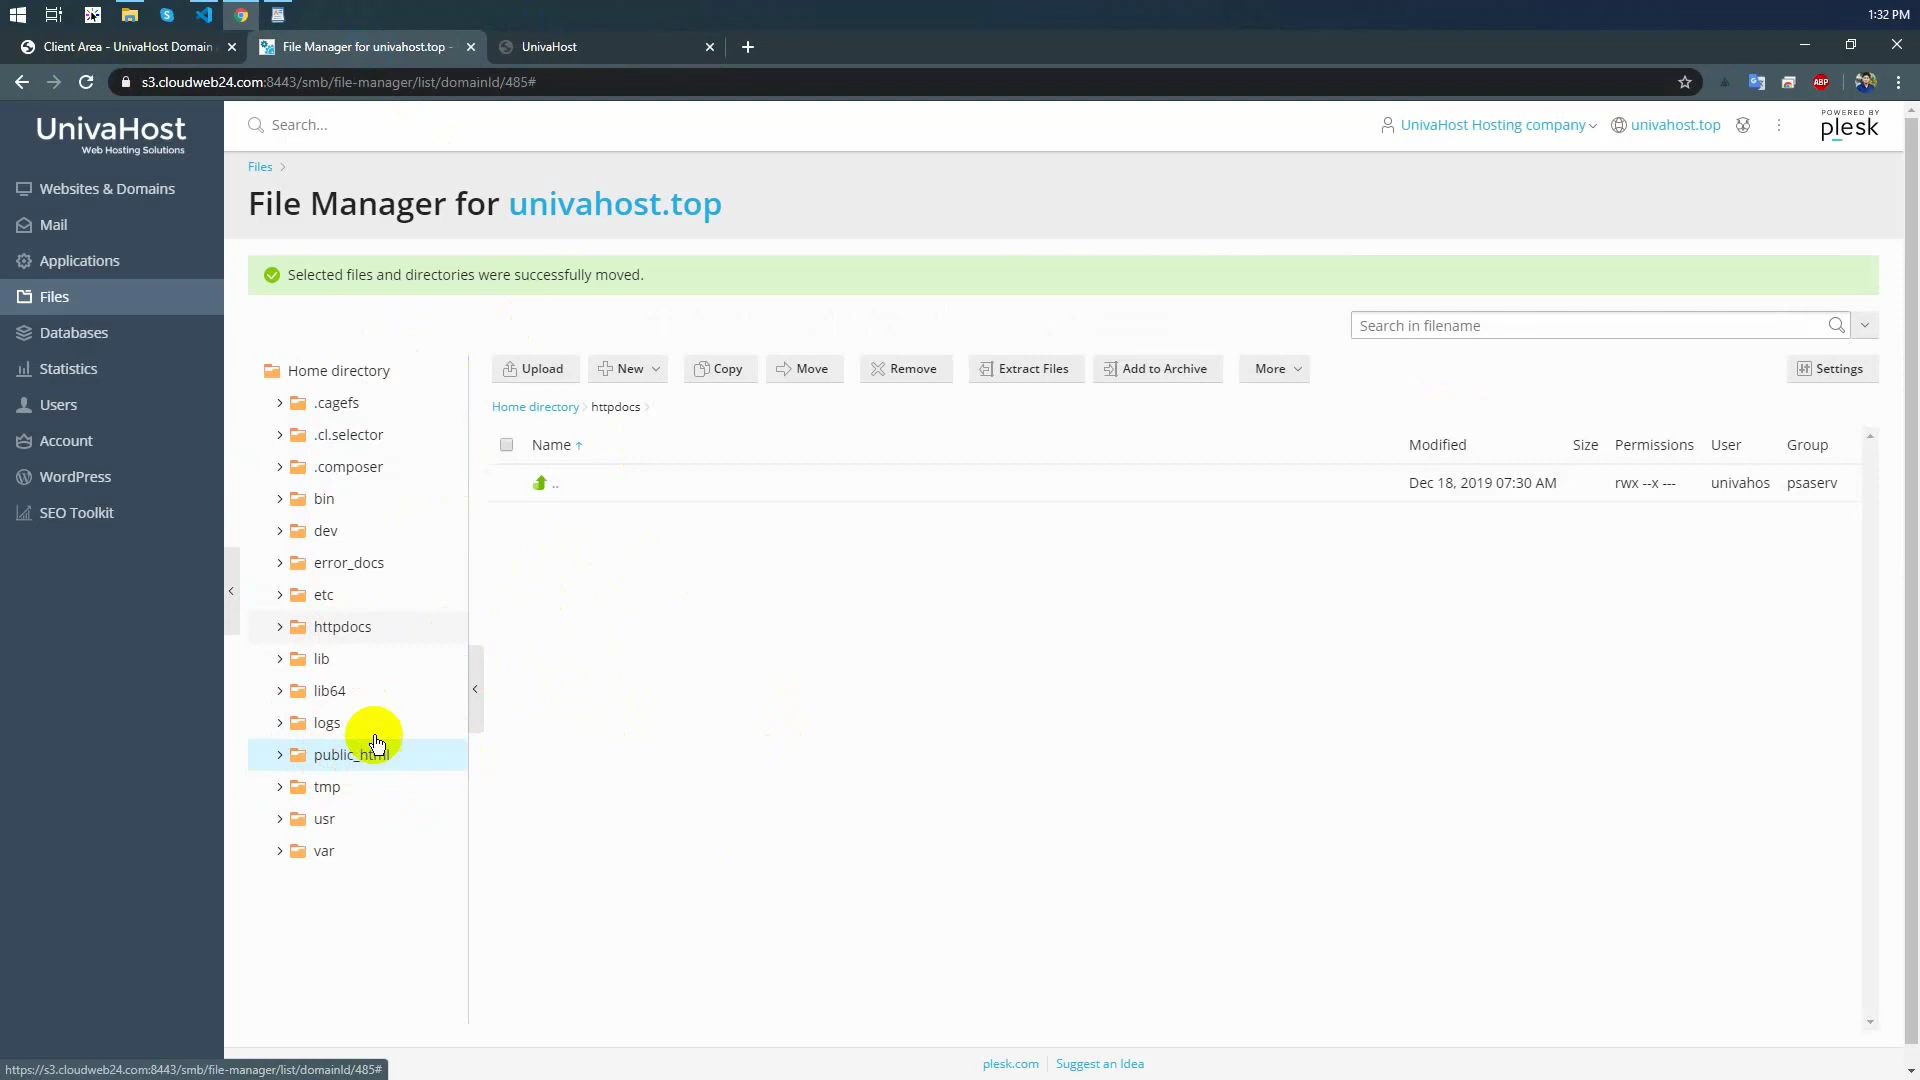 1:32 PM
Client Area - UnivaHost Domain
File Manager for univahost.top -
UnivaHost
s3.cloudweb24.com:8443/smb/file-manager/list/domainId/485#
ABP
UnivaHost
Web Hosting Solutions
Search...
UnivaHost Hosting company
univahost.top
POWERED BY
plesk
Websites & Domains
Mail
Applications
Files
Databases
Statistics
Users
Account
WordPress
SEO Toolkit
Files
File Manager for univahost.top
Selected files and directories were successfully moved.
Search in filename
Home directory
.cagefs
.cl.selector
.composer
bin
dev
error_docs
etc
httpdocs
lib
lib64
logs
public_html
tmp
usr
var
Upload New Copy Move Remove Extract Files Add to Archive More Settings
Home directory httpdocs
Name Modified Size Permissions User Group
.. Dec 18, 2019 07:30 AM rwx --x --- univahos psaserv
plesk.com Suggest an Idea
https://s3.cloudweb24.com:8443/smb/file-manager/list/domainId/485#